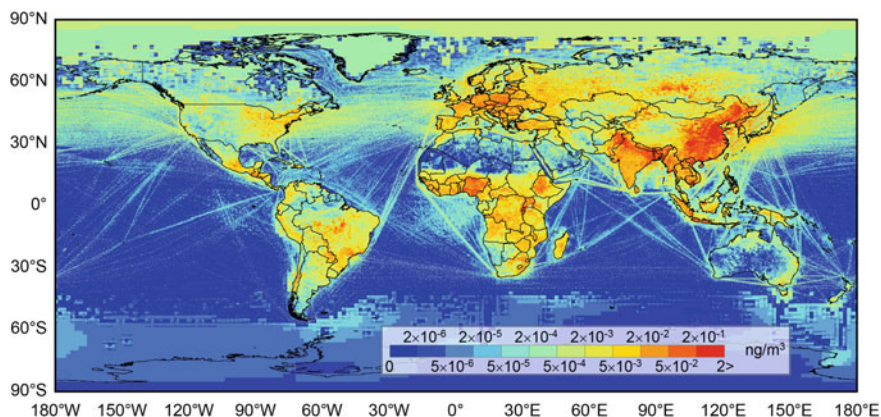 90°N
60°N
30°N
0°
30°S
60°S
90°S
2×10⁻⁶ 2×10⁻⁵ 2×10⁻⁴ 2×10⁻³ 2×10⁻² 2×10⁻¹ ng/m³
0 5×10⁻⁶ 5×10⁻⁵ 5×10⁻⁴ 5×10⁻³ 5×10⁻² 2>
180°W 150°W 120°W 90°W 60°W 30°W 0° 30°E 60°E 90°E 120°E 150°E 180°E